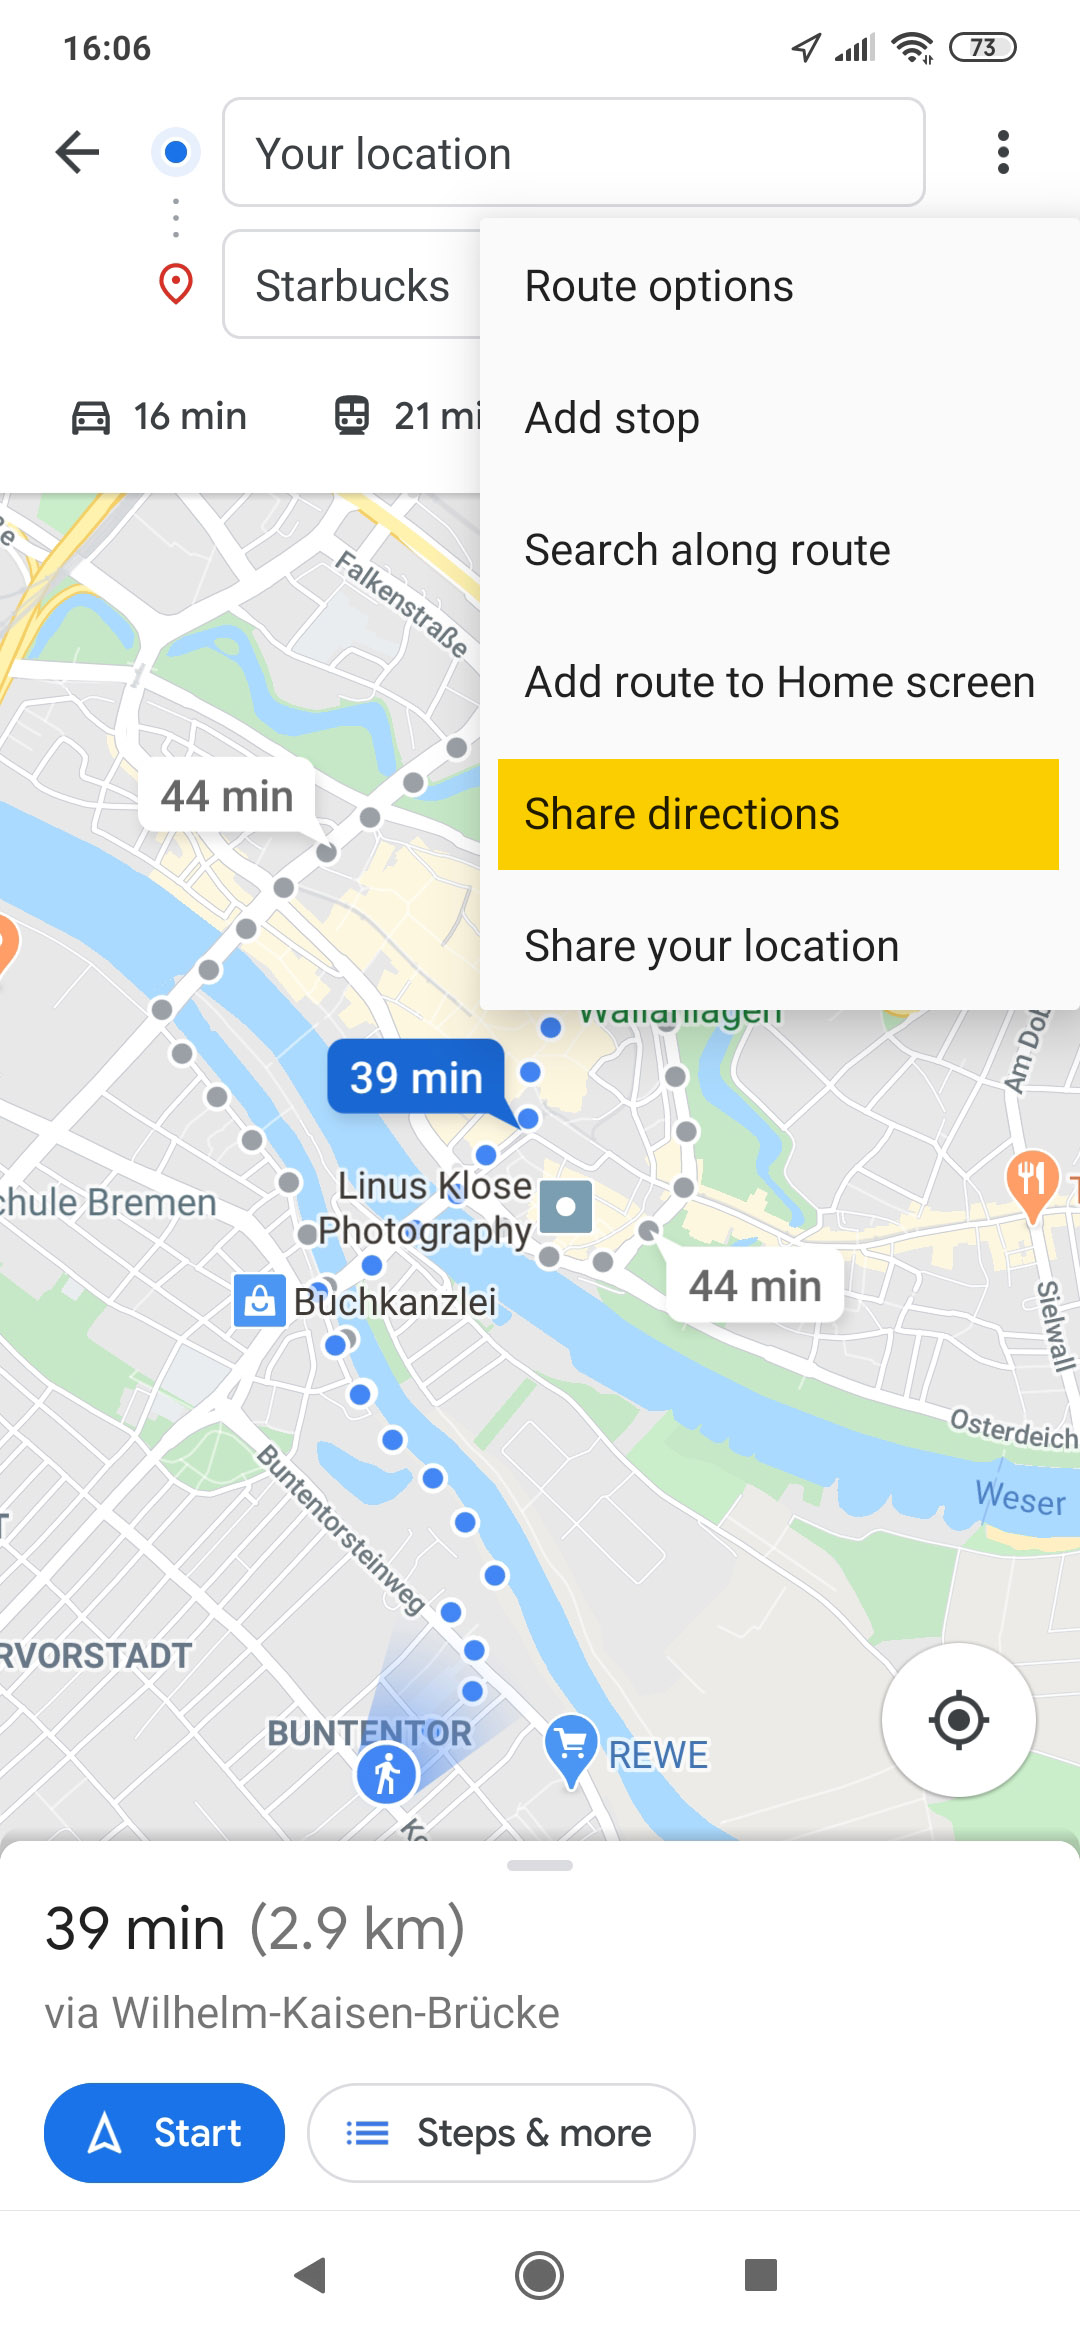 16:06
73
Your location
Starbucks
Route options
Add stop
Search along route
Add route to Home screen
Share directions
Share your location
16 min
21 mi
Falkenstraße
44 min
Wallanlagen
Am Dob
39 min
Linus Klose
Photography
chule Bremen
44 min
Buchkanzlei
Sielwall
Osterdeich
Weser
Buntentorsteinweg
RVORSTADT
BUNTENTOR
REWE
Ko
39 min (2.9 km)
via Wilhelm-Kaisen-Brücke
Start
Steps & more